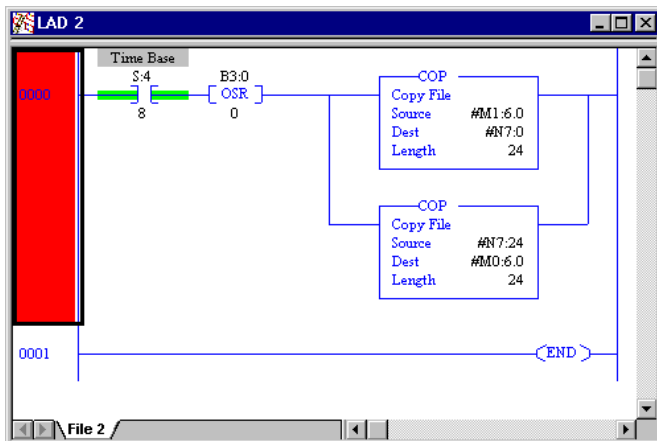 LAD 2
Time Base
S:4
B3:0
0000
OSR
8
0
COP
Copy File
Source #M1:6.0
Dest #N7:0
Length 24
COP
Copy File
Source #N7:24
Dest #M0:6.0
Length 24
0001
END
File 2